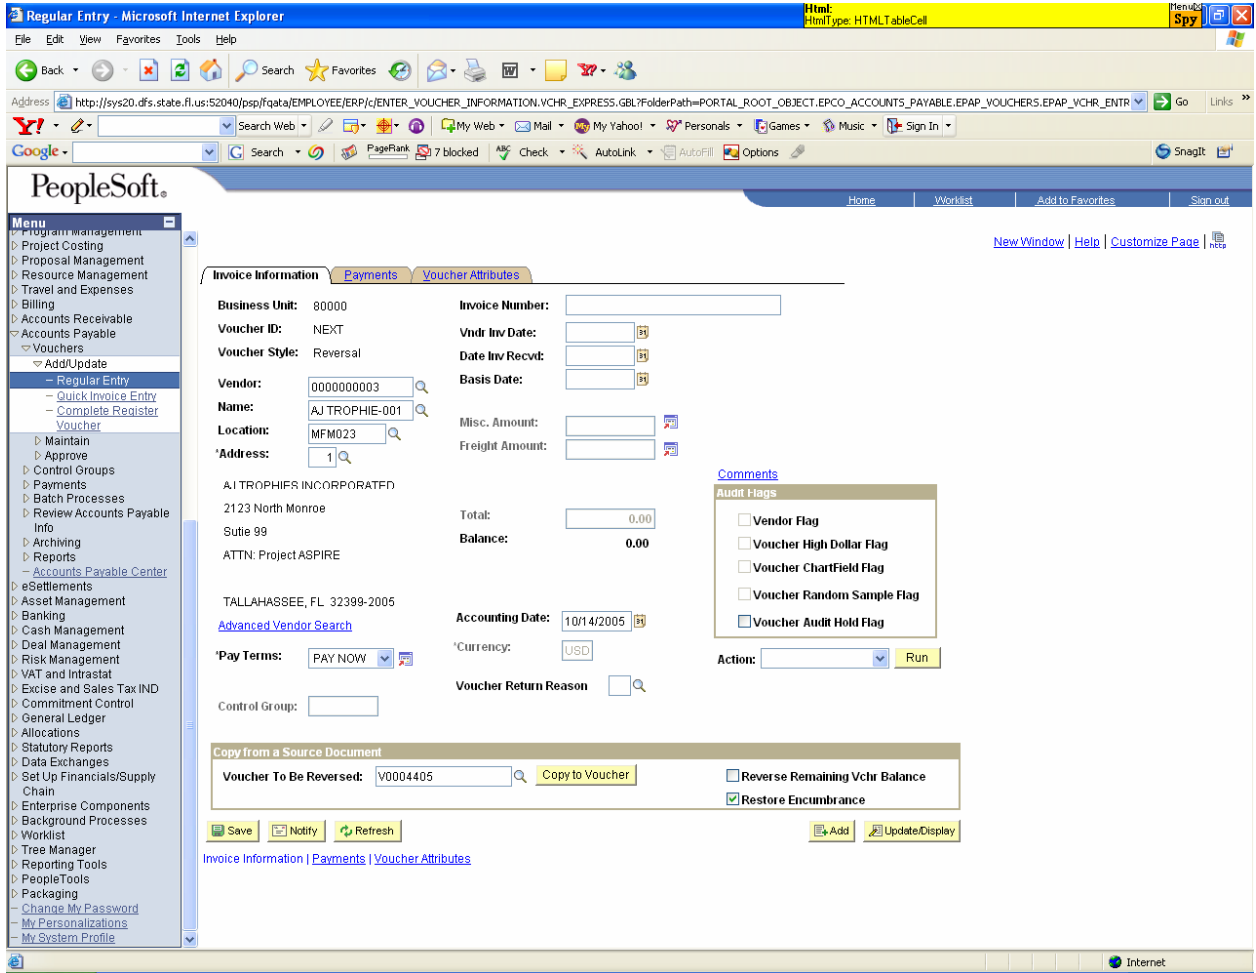 Regular Entry - Microsoft Internet Explorer
Html:
HtmlType: HTMLTableCell
Menu
Spy
File Edit View Favorites Tools Help
Back Search Favorites
Address http://sys20.dfs.state.fl.us:52040/psp/fqata/EMPLOYEE/ERP/c/ENTER_VOUCHER_INFORMATION.VCHR_EXPRESS.GBL?FolderPath=PORTAL_ROOT_OBJECT.EPCO_ACCOUNTS_PAYABLE.EPAP_VOUCHERS.EPAP_VCHR_ENTR Go Links »
Y! Search Web My Web Mail My Yahoo! Personals Games Music Sign In
Google Search PageRank 7 blocked ABC Check AutoLink AutoFill Options SnagIt
PeopleSoft.
Home Worklist Add to Favorites Sign out
New Window | Help | Customize Page | http
Menu
Program Management
Project Costing
Proposal Management
Resource Management
Travel and Expenses
Billing
Accounts Receivable
Accounts Payable
Vouchers
Add/Update
– Regular Entry
– Quick Invoice Entry
– Complete Register
Voucher
Maintain
Approve
Control Groups
Payments
Batch Processes
Review Accounts Payable
Info
Archiving
Reports
– Accounts Payable Center
eSettlements
Asset Management
Banking
Cash Management
Deal Management
Risk Management
VAT and Intrastat
Excise and Sales Tax IND
Commitment Control
General Ledger
Allocations
Statutory Reports
Data Exchanges
Set Up Financials/Supply
Chain
Enterprise Components
Background Processes
Worklist
Tree Manager
Reporting Tools
PeopleTools
Packaging
– Change My Password
– My Personalizations
– My System Profile
Invoice Information Payments Voucher Attributes
Business Unit: 80000 Invoice Number:
Voucher ID: NEXT Vndr Inv Date:
Voucher Style: Reversal Date Inv Recvd:
Vendor: 0000000003 Basis Date:
Name: AJ TROPHIE-001
Misc. Amount:
Location: MFM023
Freight Amount:
*Address: 1
Comments
AJ TROPHIES INCORPORATED
Audit Flags
2123 North Monroe
Total: 0.00
Vendor Flag
Sutie 99
Balance: 0.00
Voucher High Dollar Flag
ATTN: Project ASPIRE
Voucher ChartField Flag
TALLAHASSEE, FL 32399-2005
Voucher Random Sample Flag
Advanced Vendor Search
Accounting Date: 10/14/2005
Voucher Audit Hold Flag
*Pay Terms: PAY NOW
*Currency: USD
Action: Run
Voucher Return Reason
Control Group:
Copy from a Source Document
Voucher To Be Reversed: V0004405 Copy to Voucher
Reverse Remaining Vchr Balance
Restore Encumbrance
Save Notify Refresh Add Update/Display
Invoice Information | Payments | Voucher Attributes
Internet